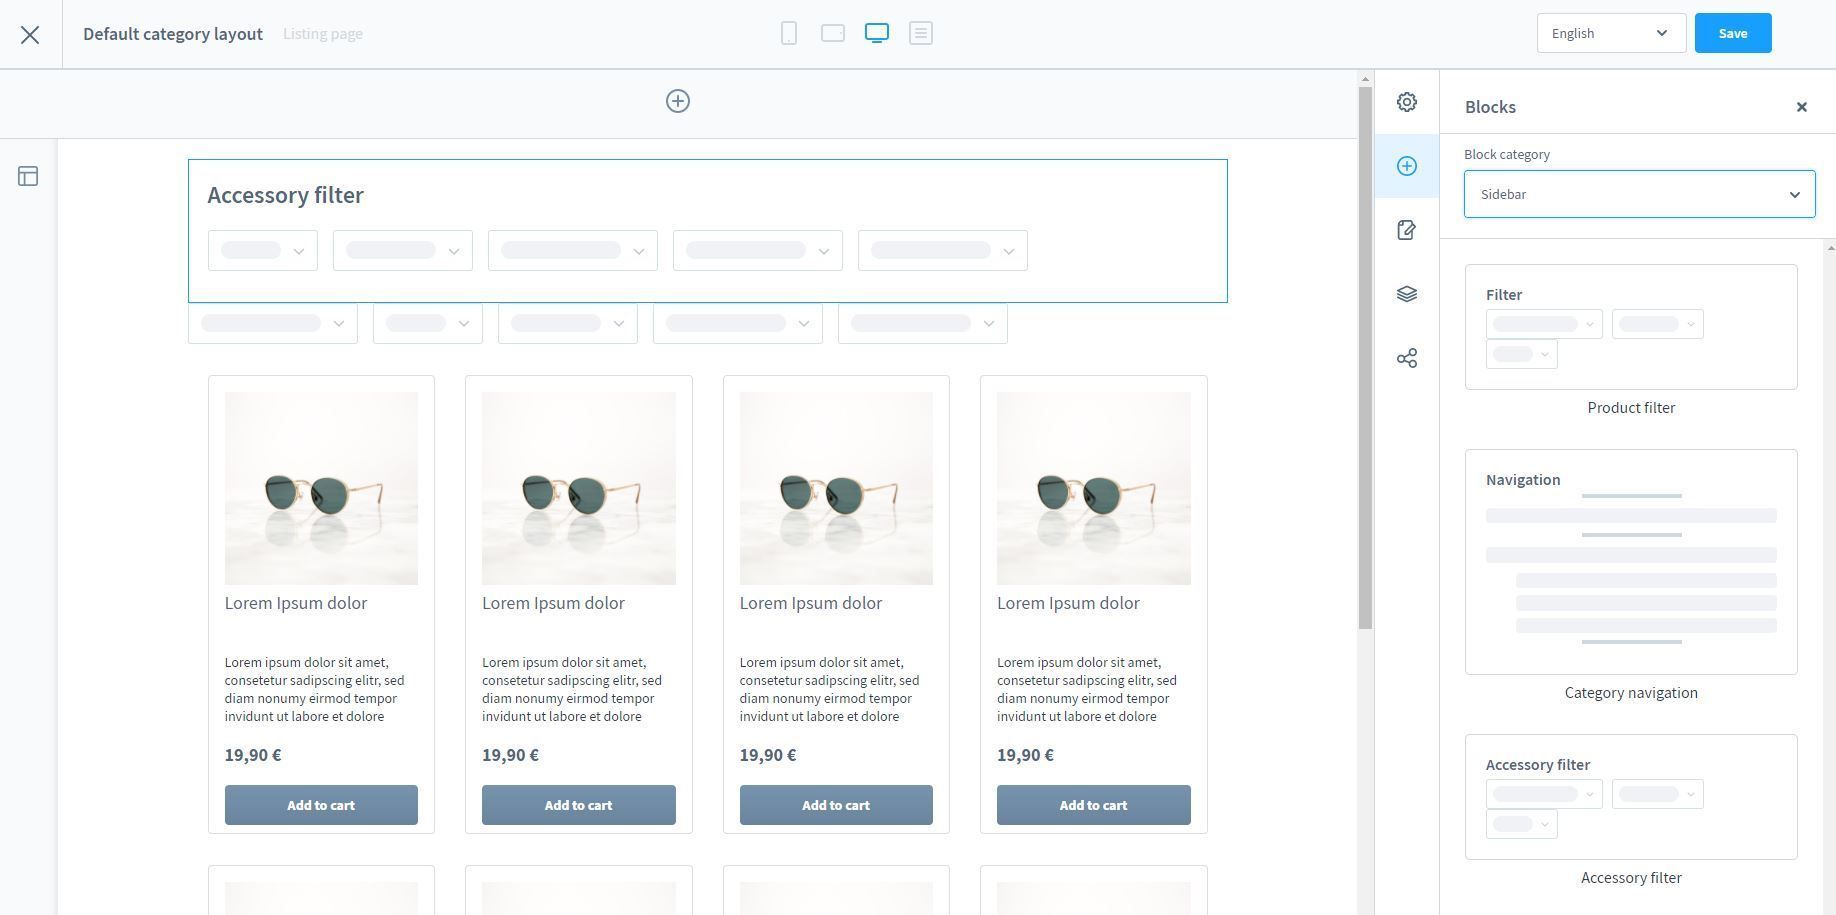 Default category layout Listing page English Save
Blocks
Block category
Sidebar
Accessory filter
Filter
Product filter
Navigation
Category navigation
Accessory filter
Accessory filter
Lorem Ipsum dolor Lorem Ipsum dolor Lorem Ipsum dolor Lorem Ipsum dolor
Lorem ipsum dolor sit amet, Lorem ipsum dolor sit amet, Lorem ipsum dolor sit amet, Lorem ipsum dolor sit amet,
consetetur sadipscing elitr, sed consetetur sadipscing elitr, sed consetetur sadipscing elitr, sed consetetur sadipscing elitr, sed
diam nonumy eirmod tempor diam nonumy eirmod tempor diam nonumy eirmod tempor diam nonumy eirmod tempor
invidunt ut labore et dolore invidunt ut labore et dolore invidunt ut labore et dolore invidunt ut labore et dolore
19,90 € 19,90 € 19,90 € 19,90 €
Add to cart Add to cart Add to cart Add to cart